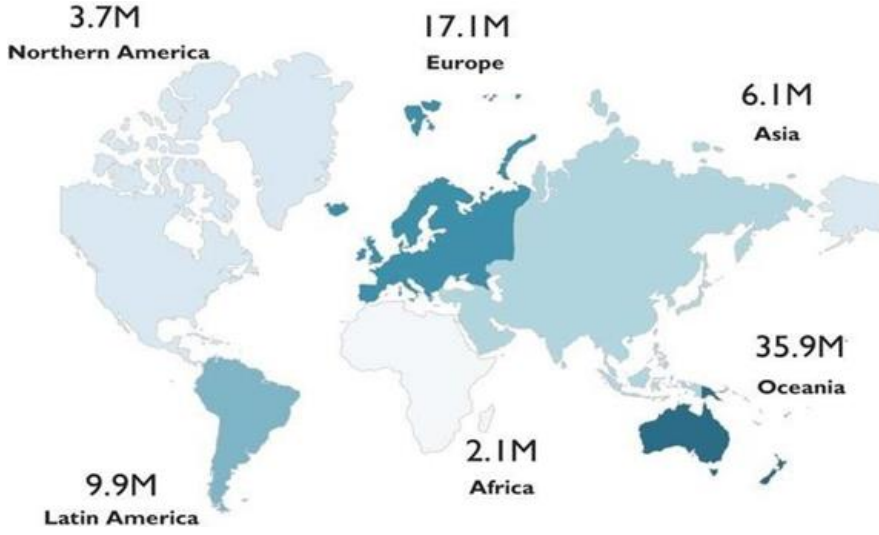 3.7M
Northern America
17.1M
Europe
6.1M
Asia
35.9M
Oceania
2.1M
Africa
9.9M
Latin America